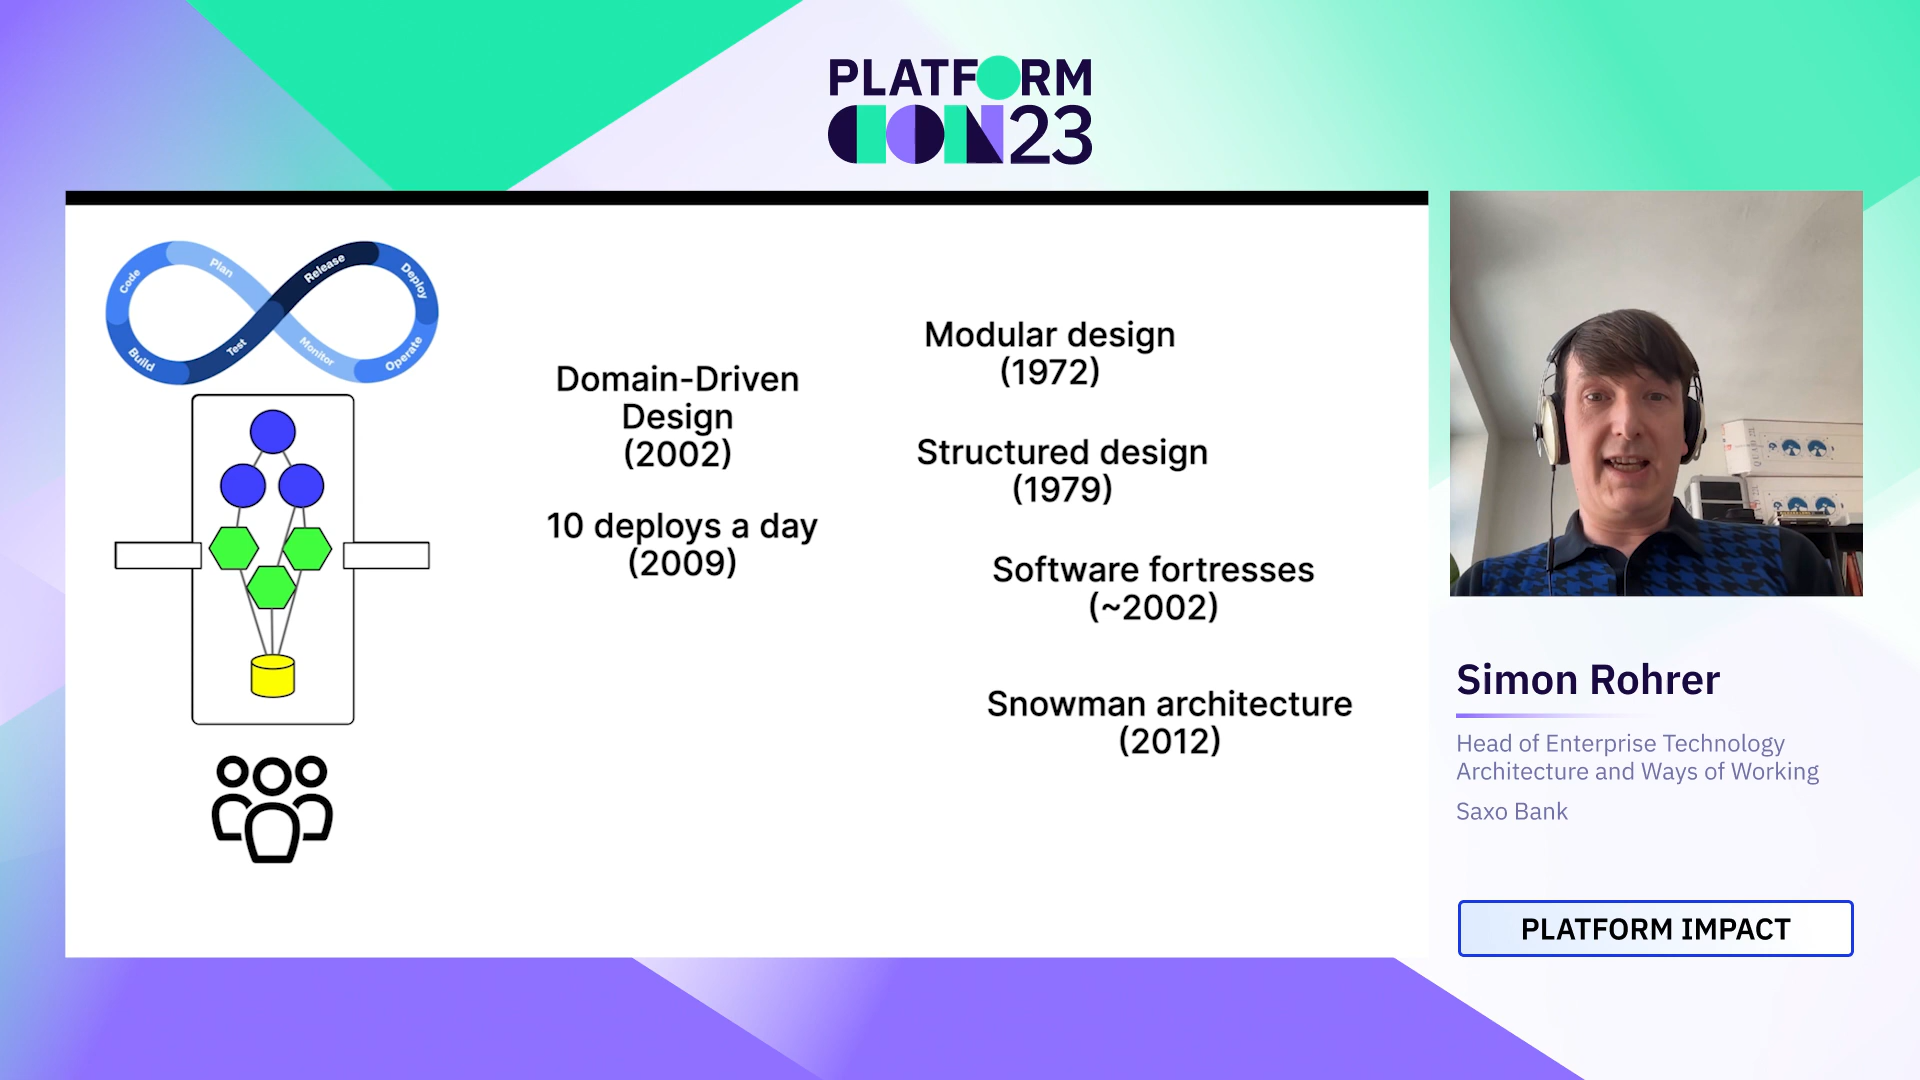 PLATFORM
CON23
Plan
Release
Code
Deploy
Build
Test
Monitor
Operate
Domain-Driven
Design
(2002)
10 deploys a day
(2009)
Modular design
(1972)
Structured design
(1979)
Software fortresses
(~2002)
Snowman architecture
(2012)
Simon Rohrer
Head of Enterprise Technology
Architecture and Ways of Working
Saxo Bank
PLATFORM IMPACT